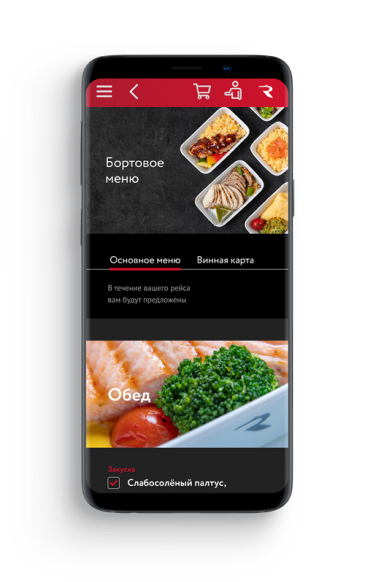 Бортовое
меню
Основное меню Винная карта
В течение вашего рейса
вам будут предложены
Обед
Закуска
Слабосолёный палтус,